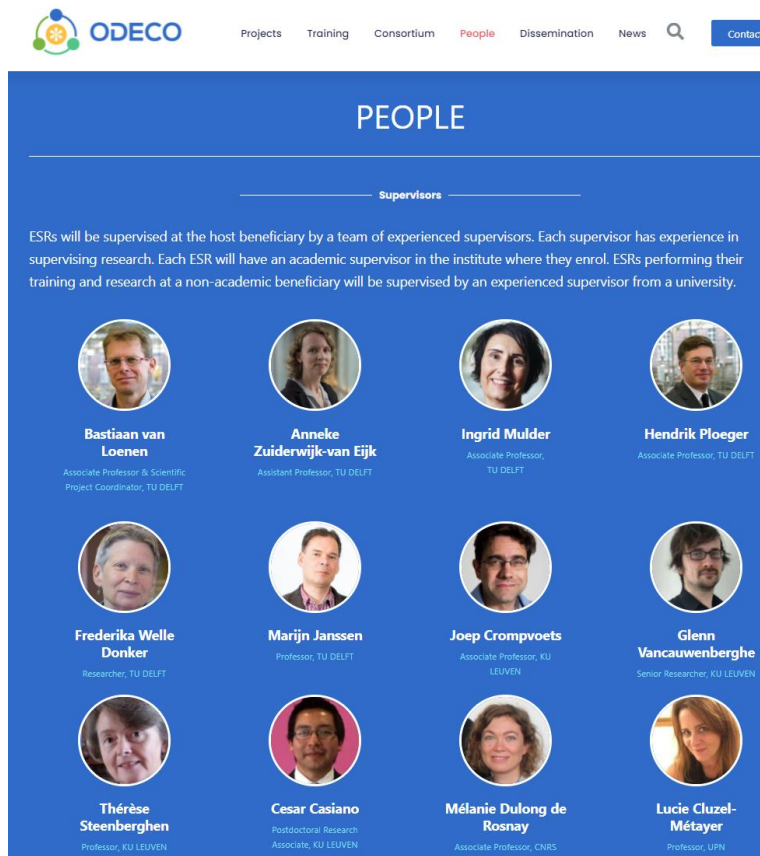 ODECO
Projects Training Consortium People Dissemination News Contac
PEOPLE
Supervisors
ESRs will be supervised at the host beneficiary by a team of experienced supervisors. Each supervisor has experience in
supervising research. Each ESR will have an academic supervisor in the institute where they enrol. ESRs performing their
training and research at a non-academic beneficiary will be supervised by an experienced supervisor from a university.
Bastiaan van
Loenen
Associate Professor & Scientific
Project Coordinator, TU DELFT
Anneke
Zuiderwijk-van Eijk
Assistant Professor, TU DELFT
Ingrid Mulder
Associate Professor,
TU DELFT
Hendrik Ploeger
Associate Professor, TU DELFT
Frederika Welle
Donker
Researcher, TU DELFT
Marijn Janssen
Professor, TU DELFT
Joep Crompvoets
Associate Professor, KU
LEUVEN
Glenn
Vancauwenberghe
Senior Researcher, KU LEUVEN
Thérèse
Steenberghen
Professor, KU LEUVEN
Cesar Casiano
Postdoctoral Research
Associate, KU LEUVEN
Mélanie Dulong de
Rosnay
Associate Professor, CNRS
Lucie Cluzel-
Métayer
Professor, UPN